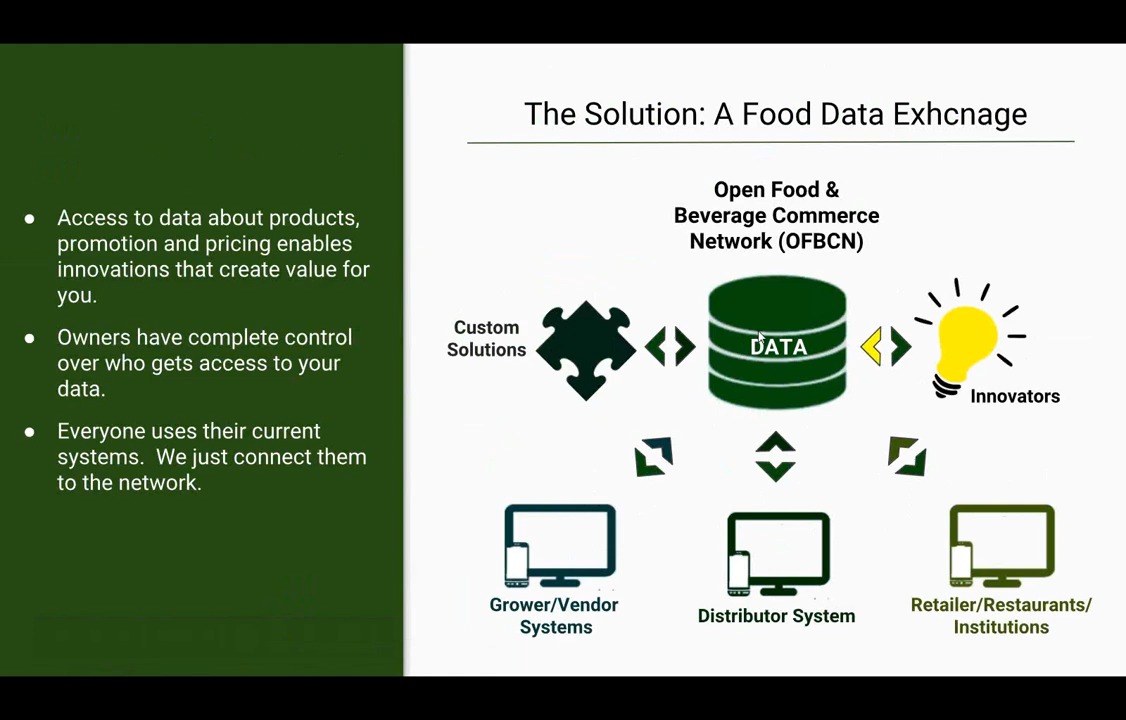 The Solution: A Food Data Exhcnage
● Access to data about products,
promotion and pricing enables
innovations that create value for
you.
● Owners have complete control
over who gets access to your
data.
● Everyone uses their current
systems.  We just connect them
to the network.
Open Food &
Beverage Commerce
Network (OFBCN)
Custom
Solutions
DATA
Innovators
Grower/Vendor
Systems
Distributor System
Retailer/Restaurants/
Institutions